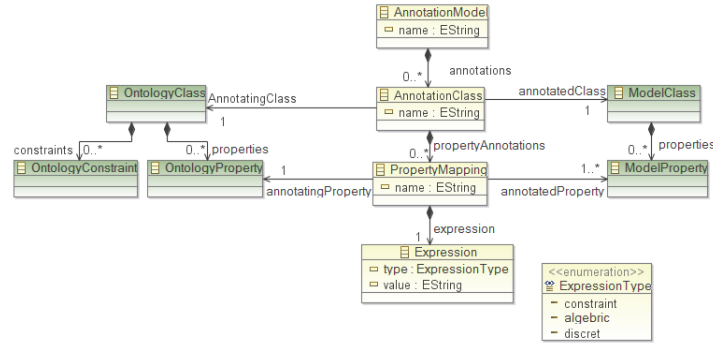 AnnotationModel
name : EString
annotations
0..*
OntologyClass
AnnotatingClass
1
AnnotationClass
name : EString
annotatedClass
1
ModelClass
constraints
0..*
0..*
properties
propertyAnnotations
0..*
properties
0..*
OntologyConstraint
OntologyProperty
1
annotatingProperty
PropertyMapping
name : EString
1..*
annotatedProperty
ModelProperty
expression
1
Expression
type : ExpressionType
value : EString
<<enumeration>>
ExpressionType
constraint
algebric
discret